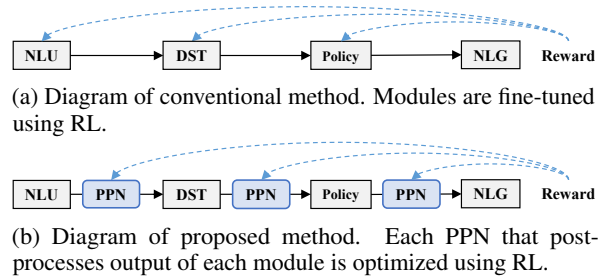 NLU DST Policy NLG Reward
(a) Diagram of conventional method. Modules are fine-tuned
using RL.
NLU PPN DST PPN Policy PPN NLG Reward
(b) Diagram of proposed method. Each PPN that post-
processes output of each module is optimized using RL.